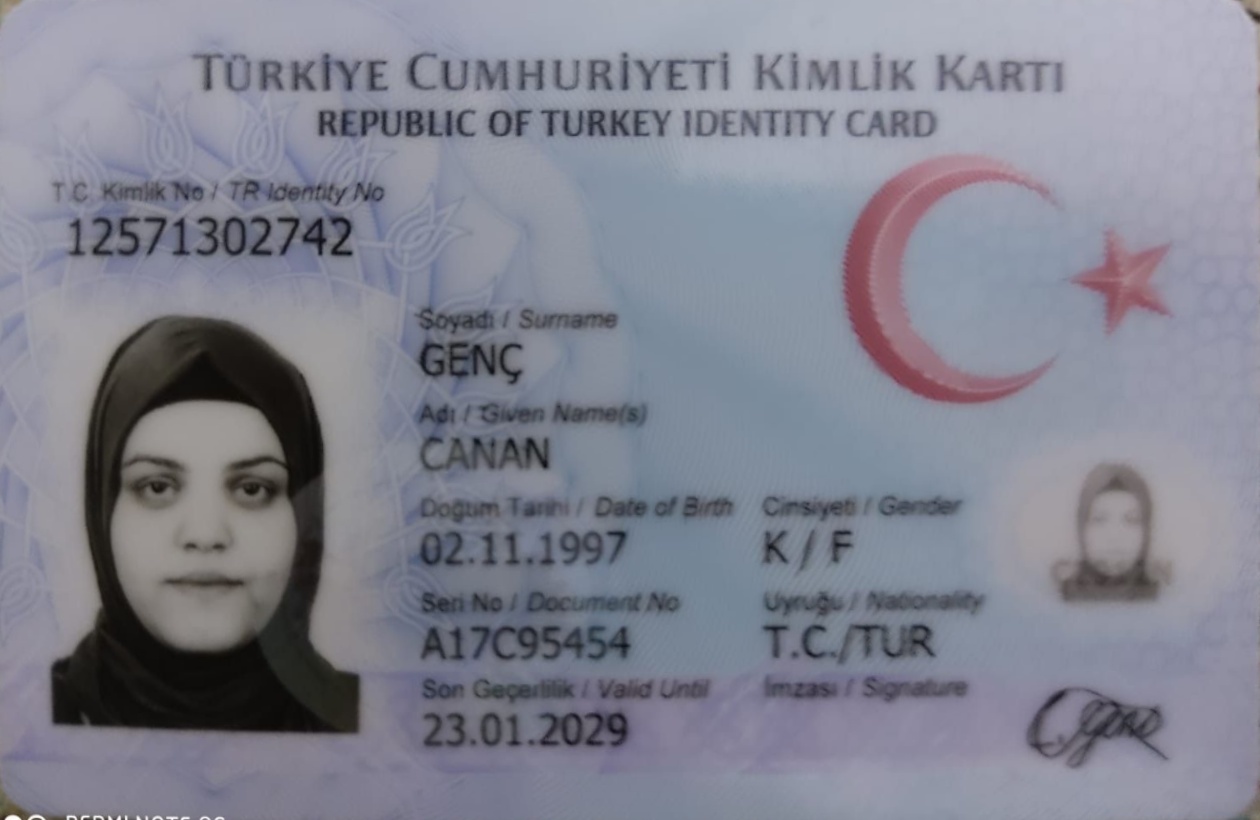 TÜRKİYE CUMHURİYETİ KİMLİK KARTI
REPUBLIC OF TURKEY IDENTITY CARD
T.C. Kimlik No / TR Identity No
12571302742
Soyadı / Surname
GENÇ
Adı / Given Name(s)
CANAN
Doğum Tarihi / Date of Birth Cinsiyeti / Gender
02.11.1997 K / F
Seri No / Document No Uyruğu / Nationality
A17C95454 T.C./TUR
Son Geçerlilik / Valid Until İmzası / Signature
23.01.2029